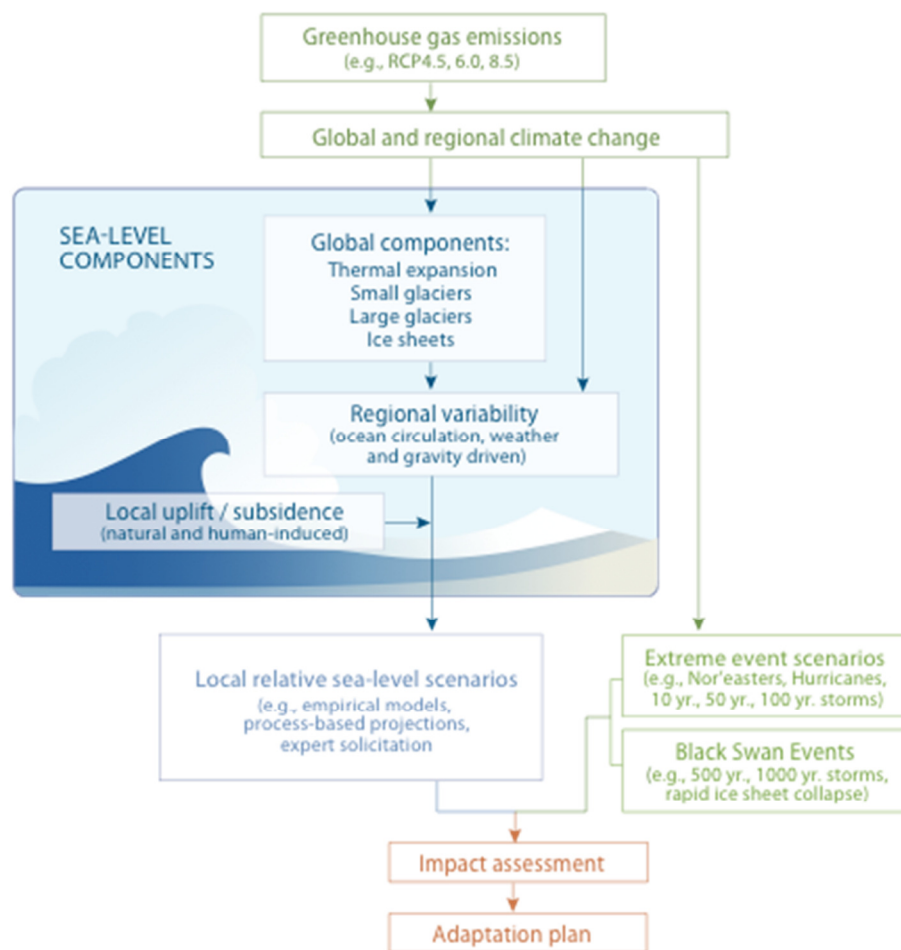 Greenhouse gas emissions
(e.g., RCP4.5, 6.0, 8.5)
Global and regional climate change
SEA-LEVEL
COMPONENTS
Global components:
Thermal expansion
Small glaciers
Large glaciers
Ice sheets
Regional variability
(ocean circulation, weather
and gravity driven)
Local uplift / subsidence
(natural and human-induced)
Local relative sea-level scenarios
(e.g., empirical models,
process-based projections,
expert solicitation
Extreme event scenarios
(e.g., Nor'easters, Hurricanes,
10 yr., 50 yr., 100 yr. storms)
Black Swan Events
(e.g., 500 yr., 1000 yr. storms,
rapid ice sheet collapse)
Impact assessment
Adaptation plan